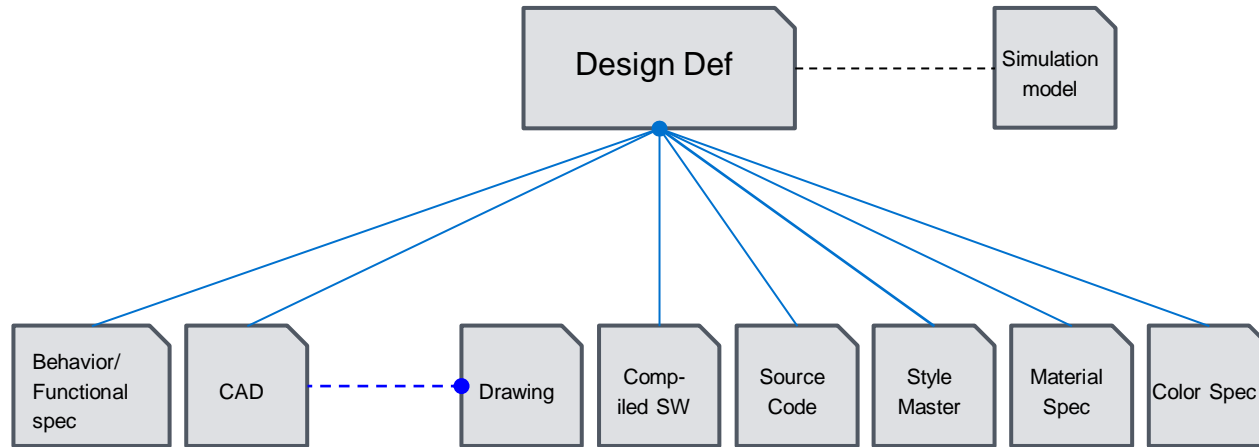 Design Def
Simulation
model
Behavior/
Functional
spec
CAD
Drawing
Comp-
iled SW
Source
Code
Style
Master
Material
Spec
Color Spec